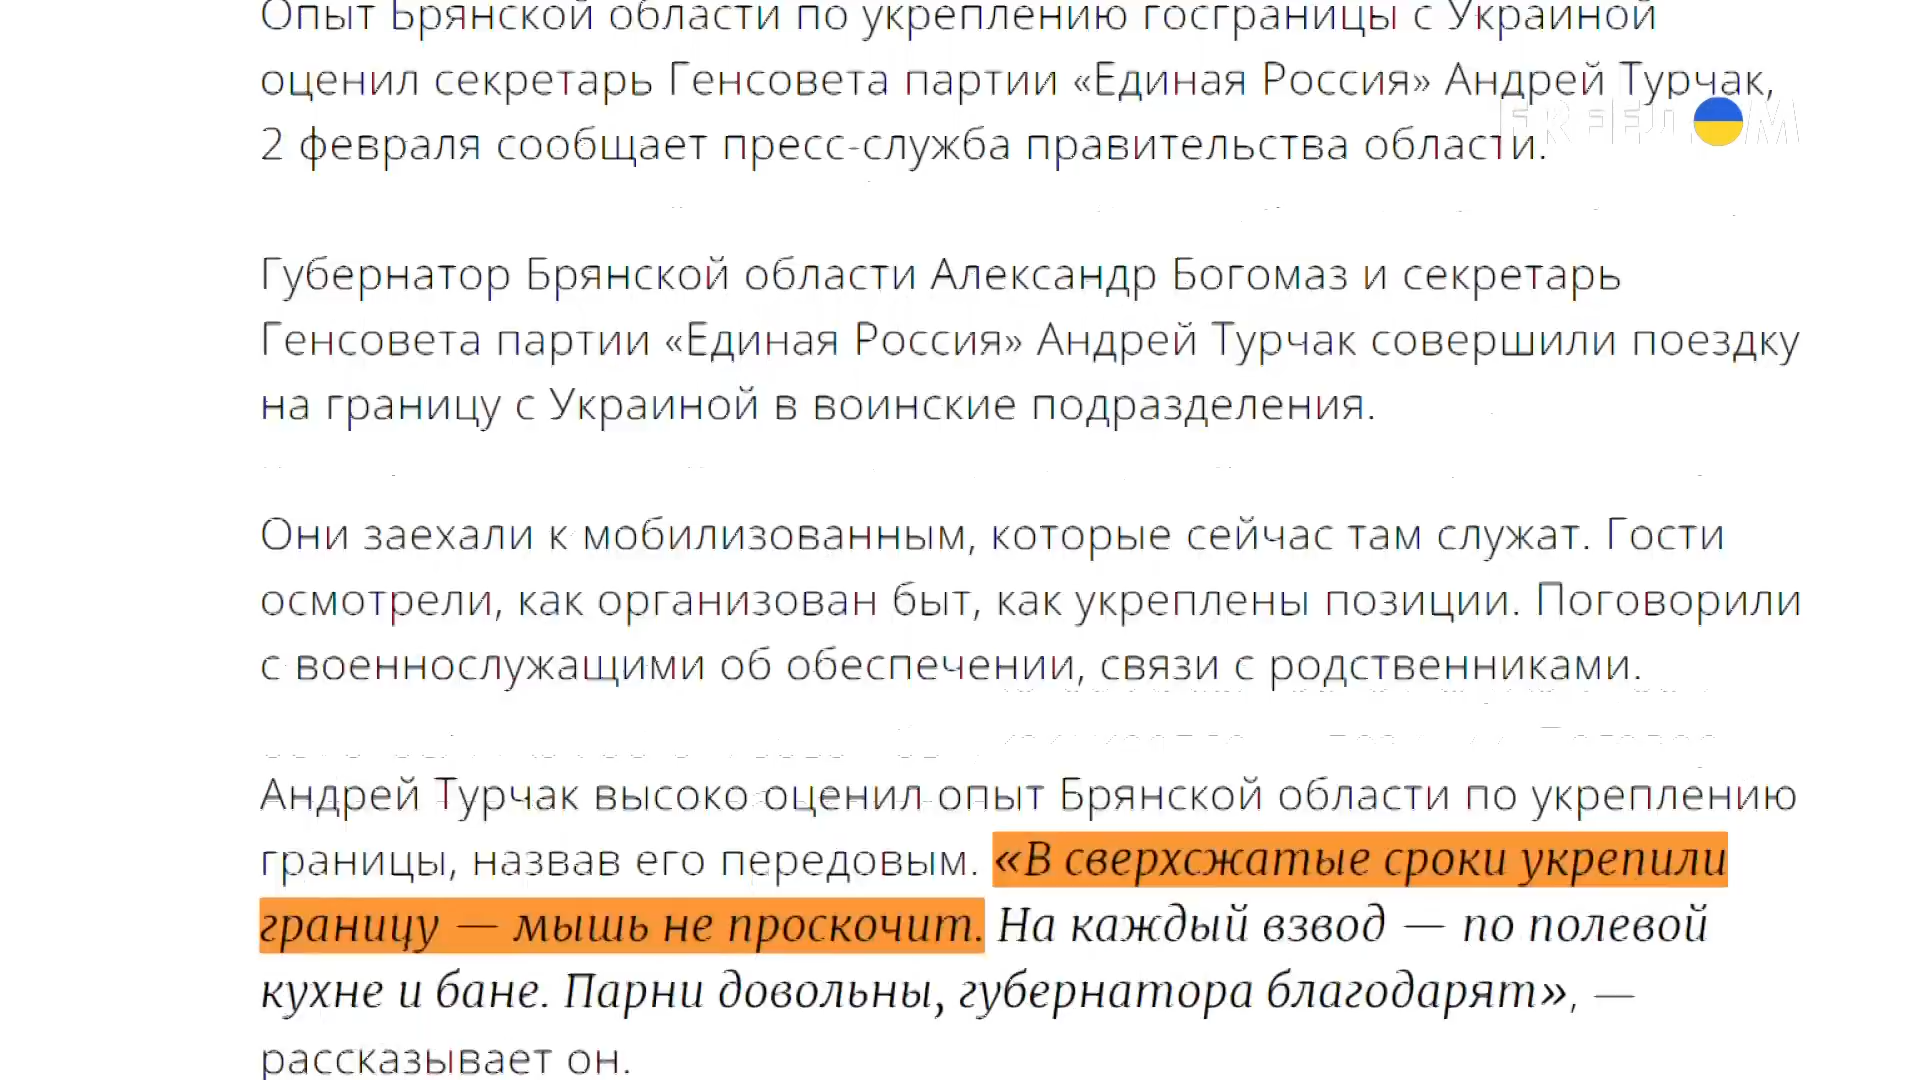 Опыт Брянской области по укреплению госграницы с Украиной
оценил секретарь Генсовета партии «Единая Россия» Андрей Турчак,
FREEДOM
2 февраля сообщает пресс-служба правительства области.
Губернатор Брянской области Александр Богомаз и секретарь
Генсовета партии «Единая Россия» Андрей Турчак совершили поездку
на границу с Украиной в воинские подразделения.
Они заехали к мобилизованным, которые сейчас там служат. Гости
осмотрели, как организован быт, как укреплены позиции. Поговорили
с военнослужащими об обеспечении, связи с родственниками.
Андрей Турчак высоко оценил опыт Брянской области по укреплению
границы, назвав его передовым. «В сверхсжатые сроки укрепили
границу — мышь не проскочит. На каждый взвод — по полевой
кухне и бане. Парни довольны, губернатора благодарят», —
рассказывает он.